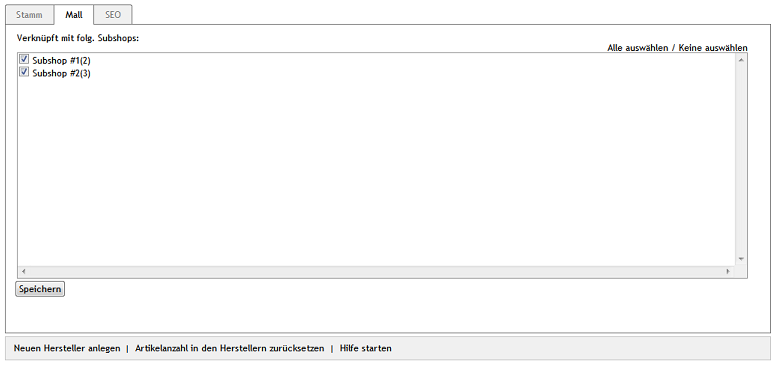 Stamm Mall SEO
Verknüpft mit folg. Subshops:
Alle auswählen / Keine auswählen
Subshop #1(2)
Subshop #2(3)
Speichern
Neuen Hersteller anlegen | Artikelanzahl in den Herstellern zurücksetzen | Hilfe starten